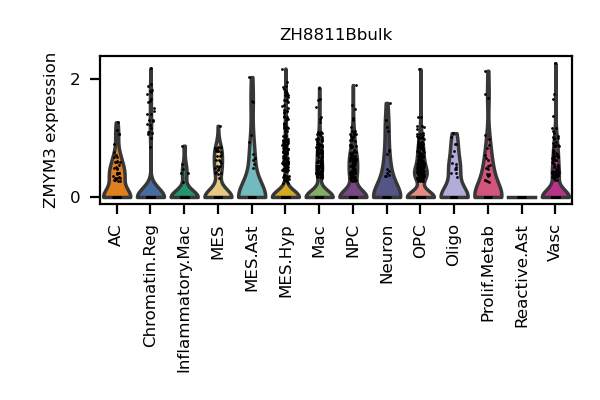 ZH8811Bbulk
ZMYM3 expression
2
0
AC
Chromatin.Reg
Inflammatory.Mac
MES
MES.Ast
MES.Hyp
Mac
NPC
Neuron
OPC
Oligo
Prolif.Metab
Reactive.Ast
Vasc